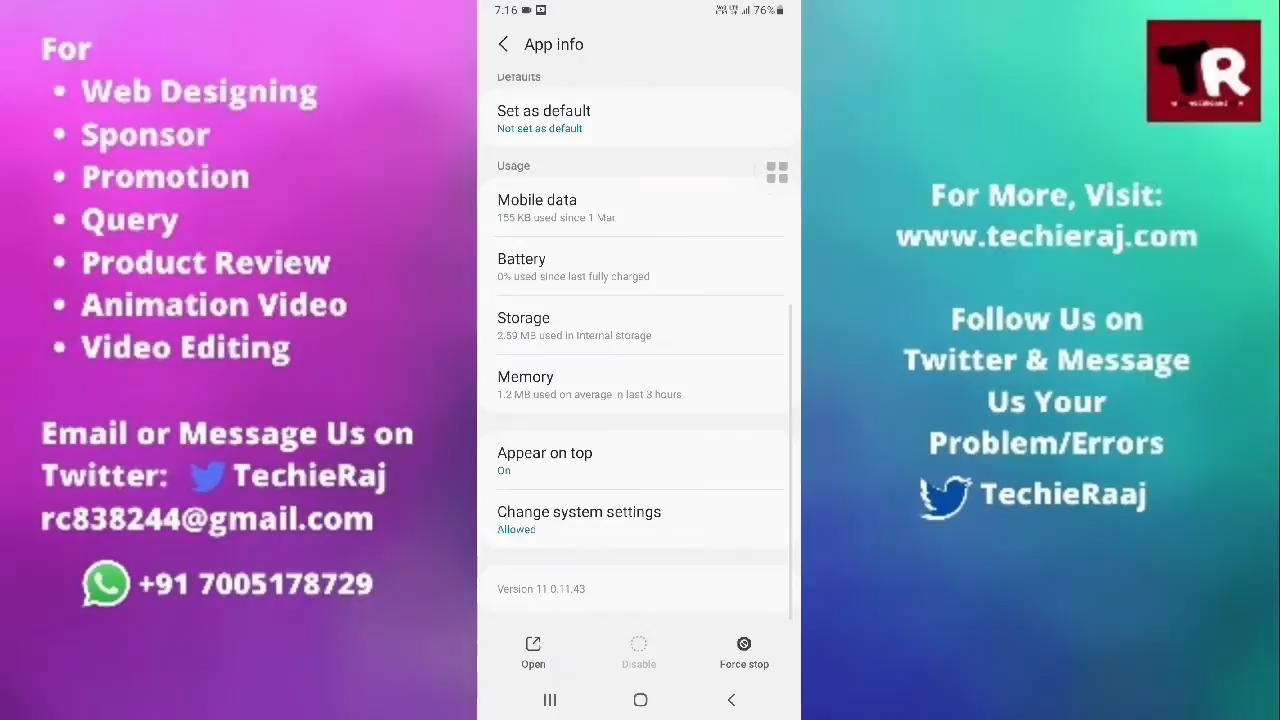 For
• Web Designing
• Sponsor
• Promotion
• Query
• Product Review
• Animation Video
• Video Editing
Email or Message Us on
Twitter: TechieRaj
rc838244@gmail.com
+91 7005178729
7:16
76%
App info
Defaults
Set as default
Not set as default
Usage
Mobile data
155 KB used since 1 Mar
Battery
0% used since last fully charged
Storage
2.59 MB used in Internal storage
Memory
1.2 MB used on average in last 3 hours
Appear on top
On
Change system settings
Allowed
Version 11.0.11.43
Open
Disable
Force stop
TR
For More, Visit:
www.techieraj.com
Follow Us on
Twitter & Message
Us Your
Problem/Errors
TechieRaaj